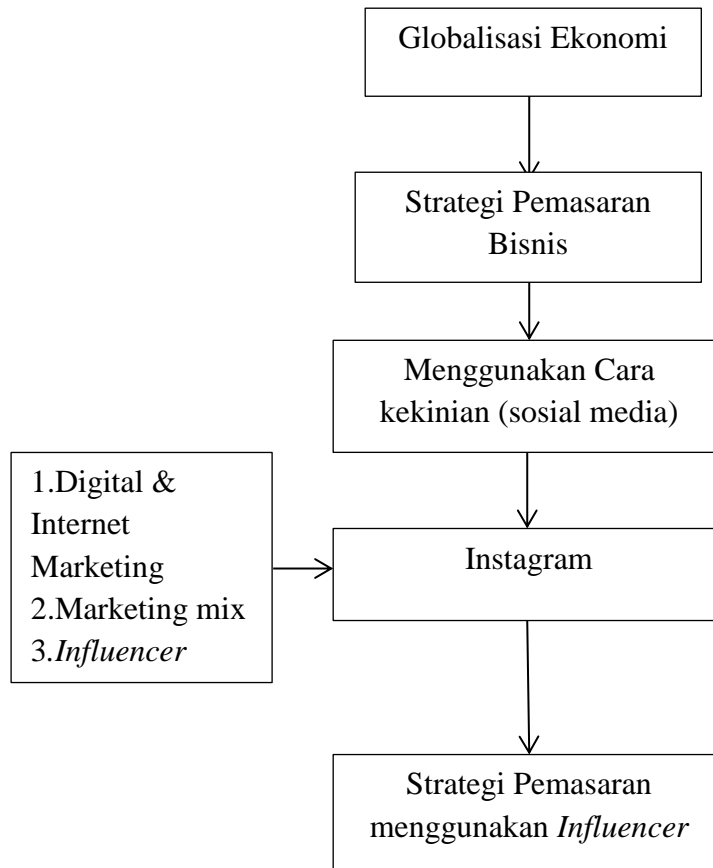 Globalisasi Ekonomi
Strategi Pemasaran
Bisnis
Menggunakan Cara
kekinian (sosial media)
1.Digital &
Internet
Marketing
2.Marketing mix
3.Influencer
Instagram
Strategi Pemasaran
menggunakan Influencer